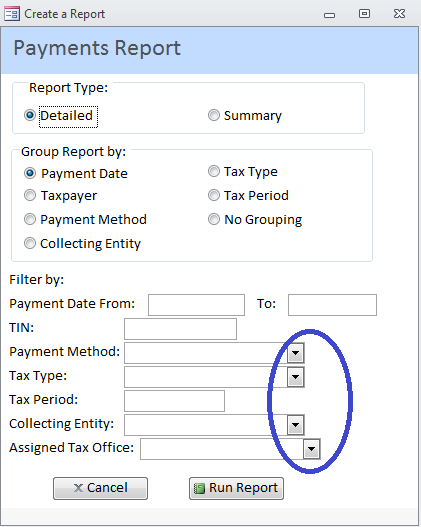 Create a Report
Payments Report
Report Type:
Detailed Summary
Group Report by:
Payment Date Tax Type
Taxpayer Tax Period
Payment Method No Grouping
Collecting Entity
Filter by:
Payment Date From: To:
TIN:
Payment Method:
Tax Type:
Tax Period:
Collecting Entity:
Assigned Tax Office:
Cancel Run Report